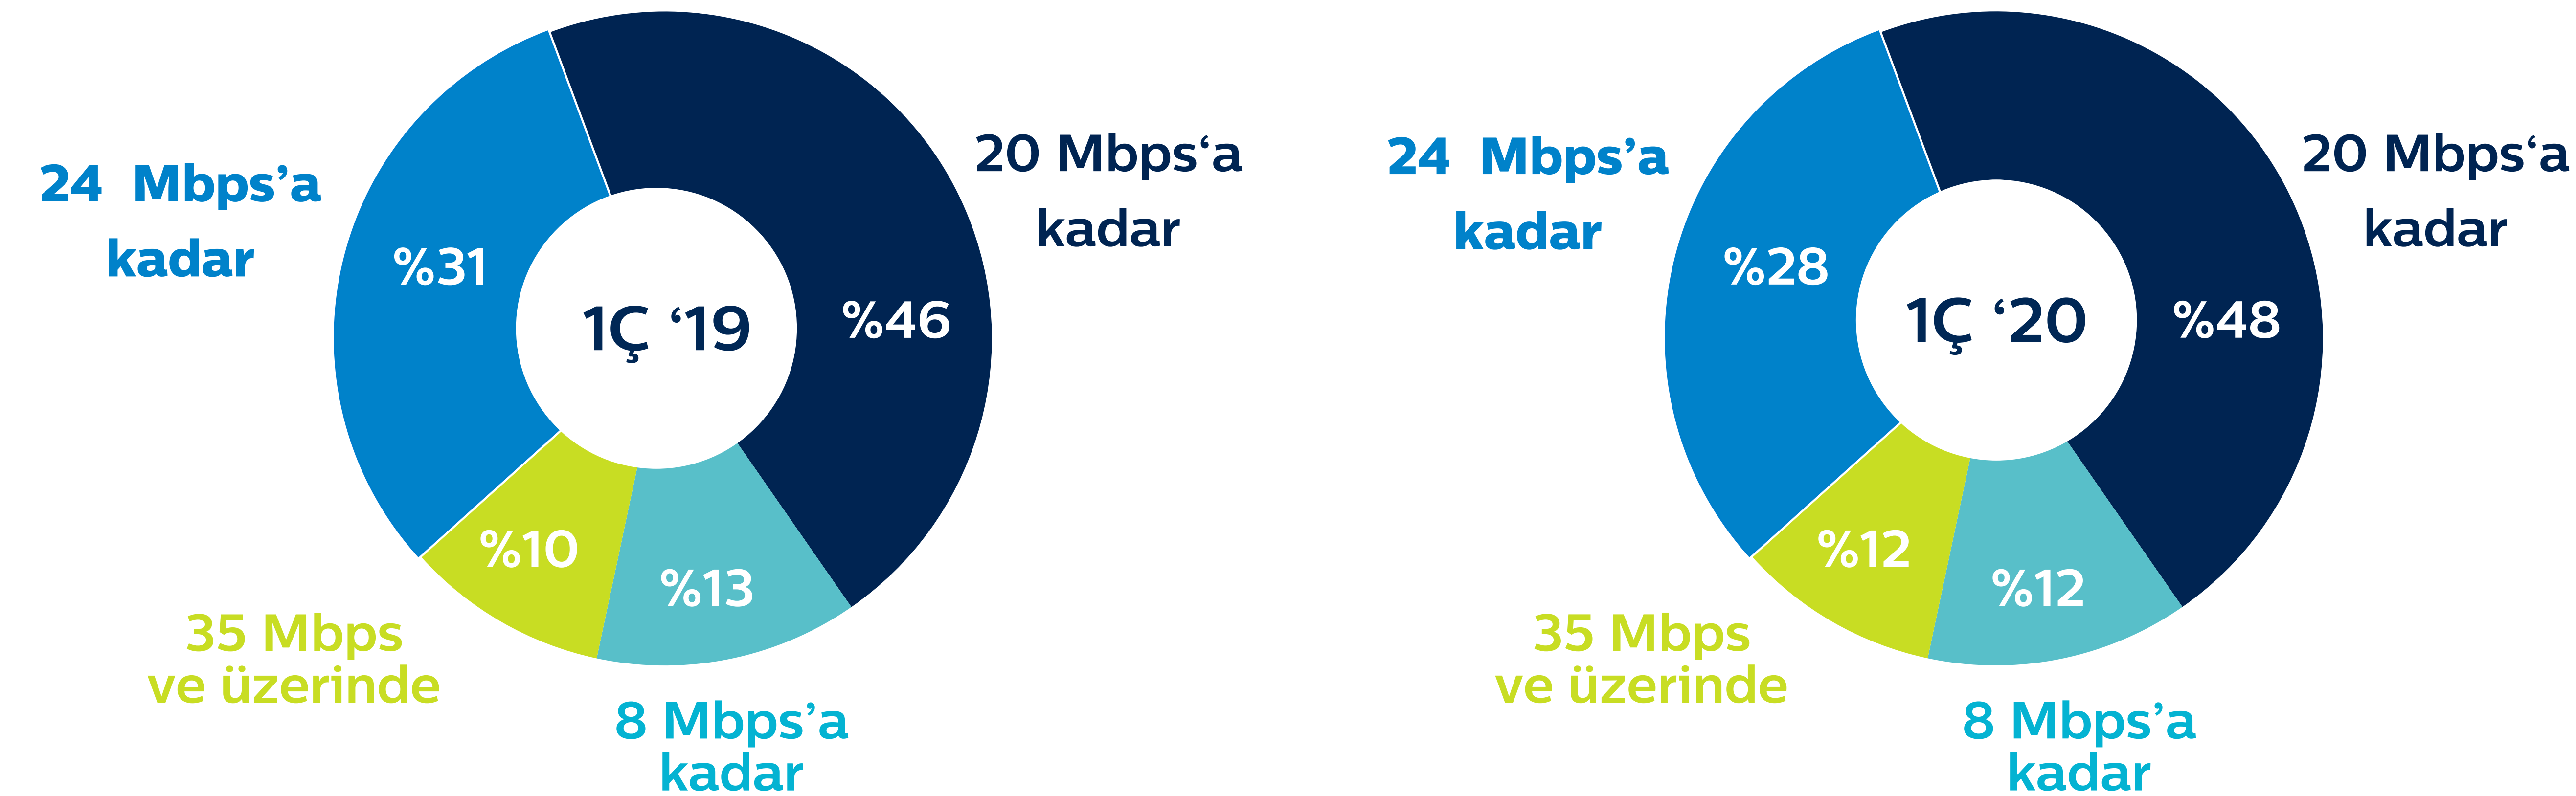 24 Mbps’a
kadar
%31
1Ç ‘19
20 Mbps‘a
kadar
%46
%10
%13
35 Mbps
ve üzerinde
8 Mbps’a
kadar
24 Mbps’a
kadar
%28
1Ç ‘20
20 Mbps‘a
kadar
%48
%12
%12
35 Mbps
ve üzerinde
8 Mbps’a
kadar